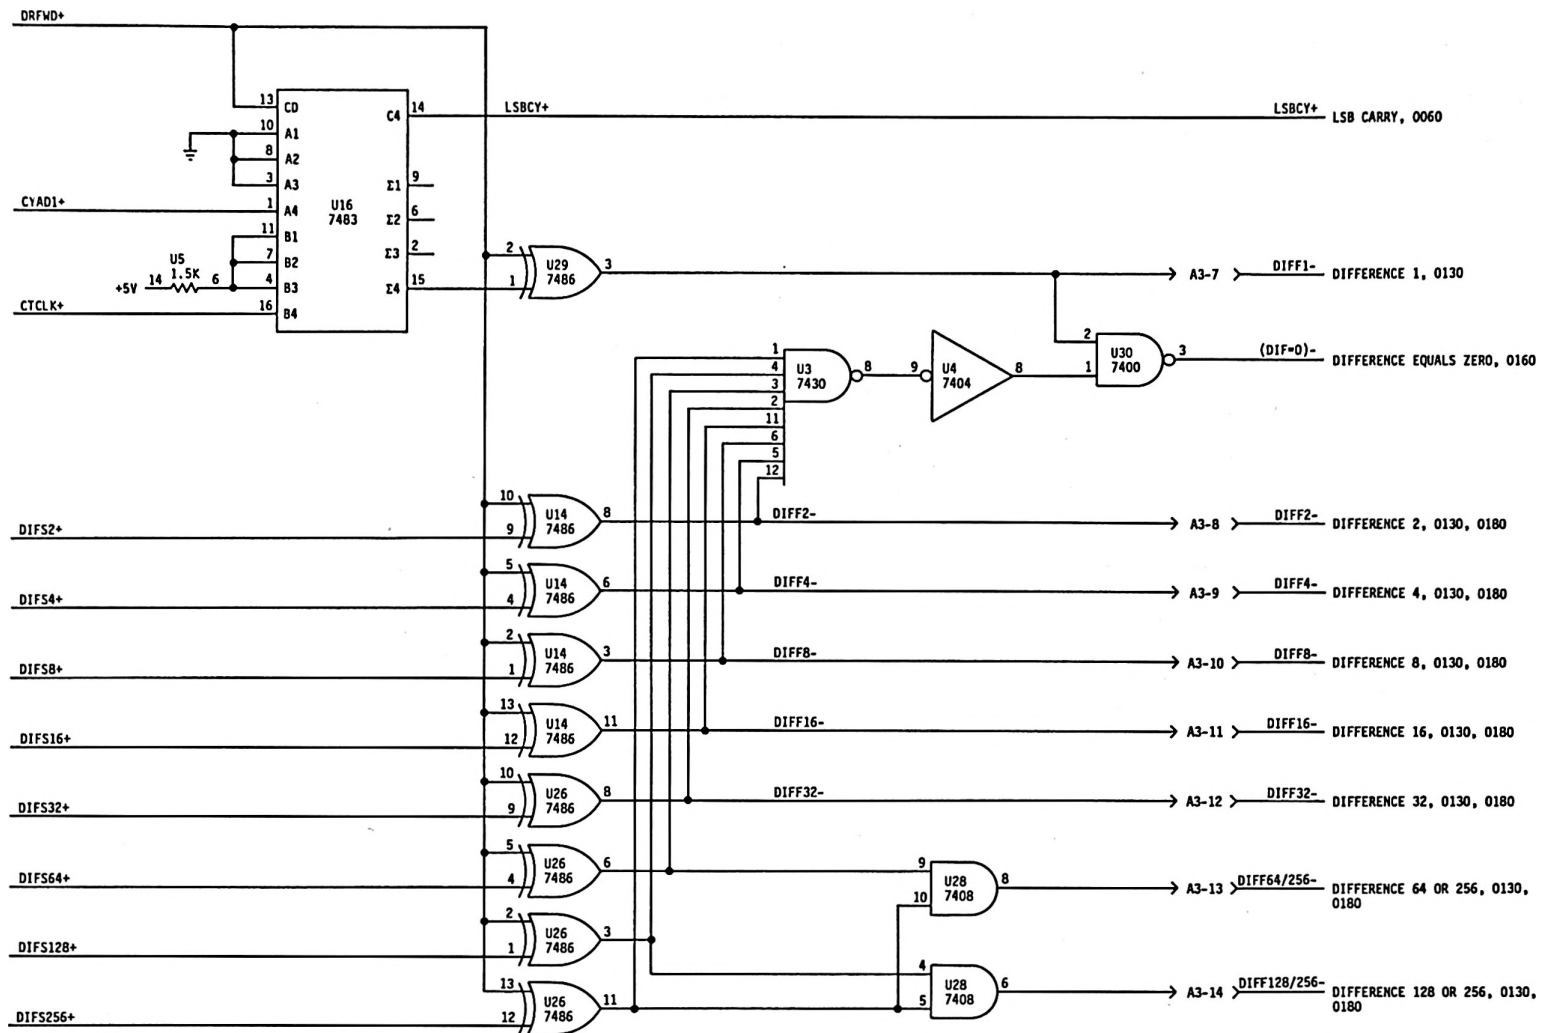 DRFWD+
13 CD C4 14 LSBCY+ LSBCY+ LSB CARRY, 0060
10 A1
8 A2
3 A3 Σ1 9
CYAD1+ 1 A4 U16 7483 Σ2 6
11 B1
7 B2 Σ3 2
U5 1.5K
+5V 14 6 4 B3 Σ4 15
CTCLK+ 16 B4
2 1 U29 7486 3 A3-7 DIFF1- DIFFERENCE 1, 0130
1 4 3 2 11 6 5 12 U3 7430 8 9 U4 7404 8
2 1 U30 7400 3 (DIF=0)- DIFFERENCE EQUALS ZERO, 0160
DIFS2+ 10 9 U14 7486 8 DIFF2- A3-8 DIFF2- DIFFERENCE 2, 0130, 0180
DIFS4+ 5 4 U14 7486 6 DIFF4- A3-9 DIFF4- DIFFERENCE 4, 0130, 0180
DIFS8+ 2 1 U14 7486 3 DIFF8- A3-10 DIFF8- DIFFERENCE 8, 0130, 0180
DIFS16+ 13 12 U14 7486 11 DIFF16- A3-11 DIFF16- DIFFERENCE 16, 0130, 0180
DIFS32+ 10 9 U26 7486 8 DIFF32- A3-12 DIFF32- DIFFERENCE 32, 0130, 0180
DIFS64+ 5 4 U26 7486 6 9 10 U28 7408 8 A3-13 DIFF64/256- DIFFERENCE 64 OR 256, 0130,
0180
DIFS128+ 2 1 U26 7486 3 4 5 U28 7408 6 A3-14 DIFF128/256- DIFFERENCE 128 OR 256, 0130,
0180
DIFS256+ 13 12 U26 7486 11